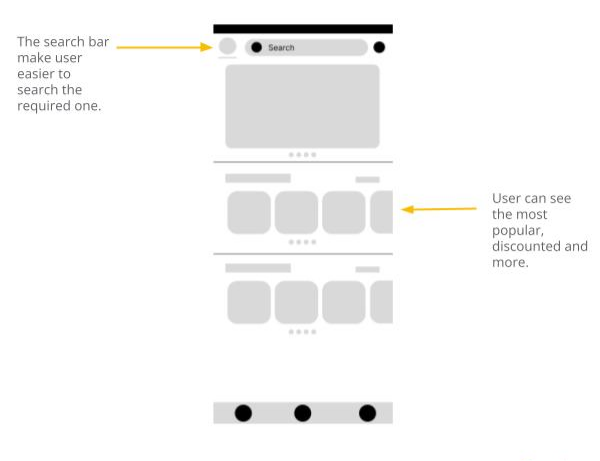 The search bar
make user
easier to
search the
required one.
Search
User can see
the most
popular,
discounted and
more.